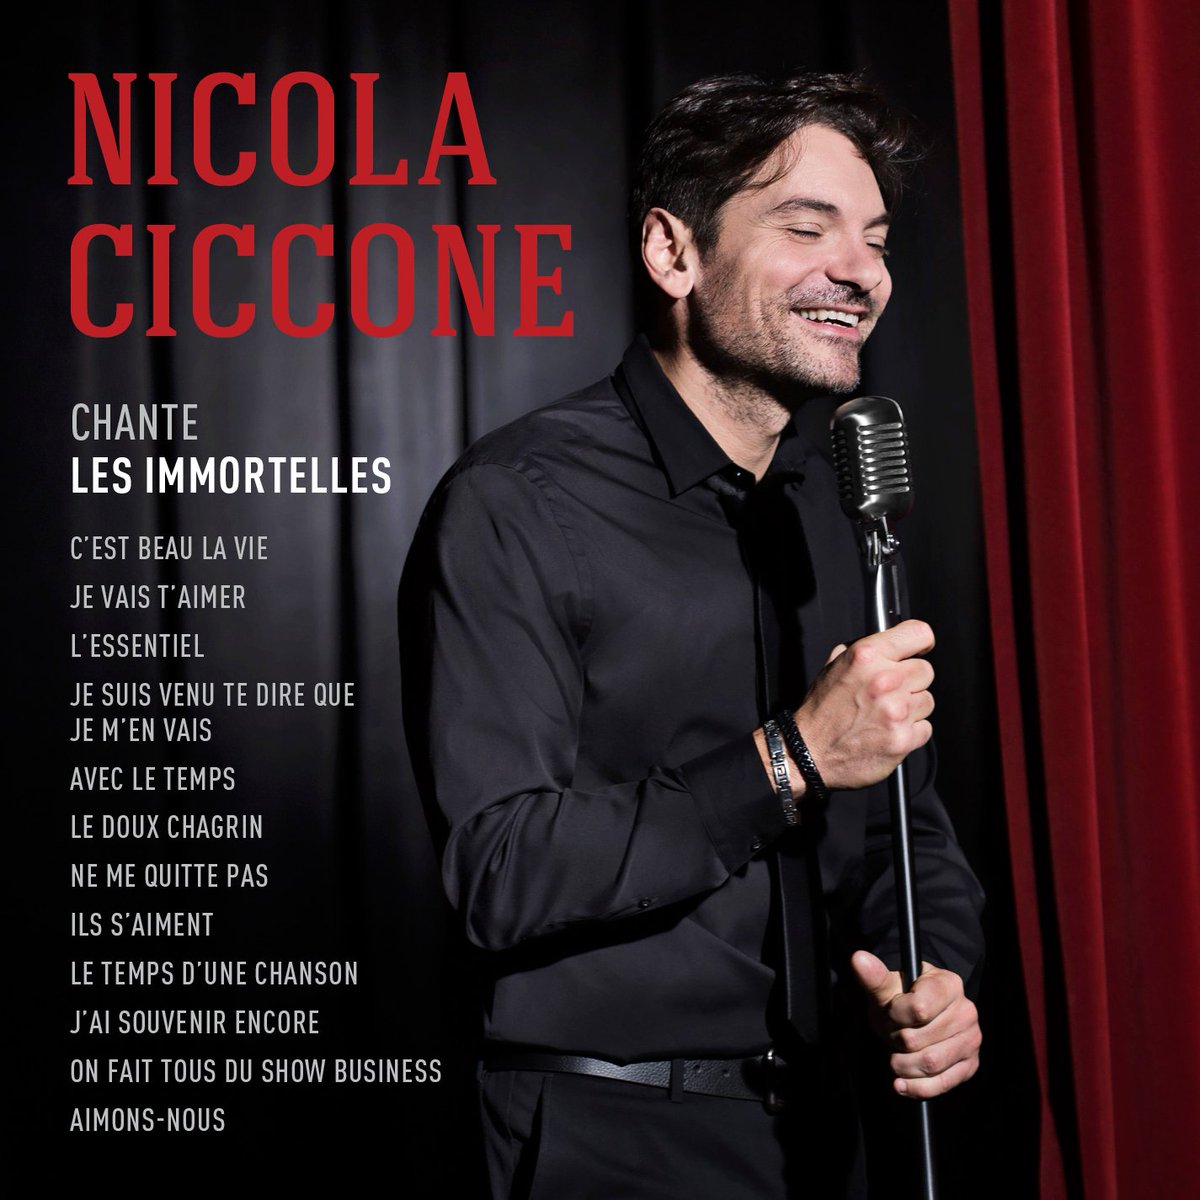 NICOLA
CICCONE
CHANTE
LES IMMORTELLES
C'EST BEAU LA VIE
JE VAIS T'AIMER
L'ESSENTIEL
JE SUIS VENU TE DIRE QUE
JE M'EN VAIS
AVEC LE TEMPS
LE DOUX CHAGRIN
NE ME QUITTE PAS
ILS S'AIMENT
LE TEMPS D'UNE CHANSON
J'AI SOUVENIR ENCORE
ON FAIT TOUS DU SHOW BUSINESS
AIMONS-NOUS